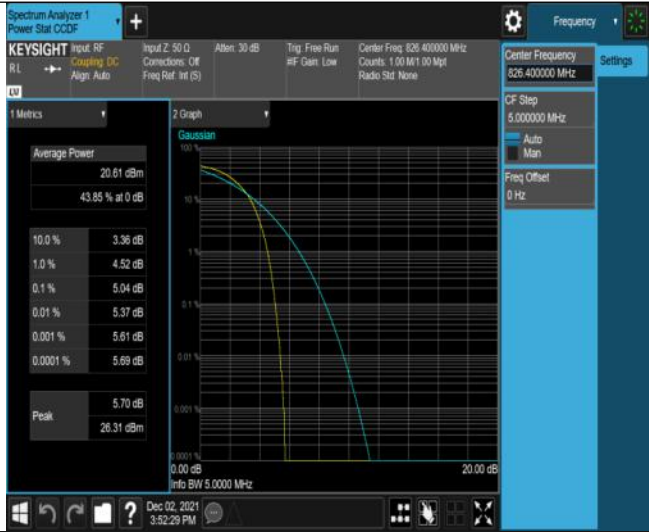 Spectrum Analyzer 1
Power Stat CCDF
+
Frequency
KEYSIGHT
RL
LV
Input: RF
Coupling: DC
Align: Auto
Input Z: 50 Ω
Corrections: Off
Freq Ref: Int (S)
Atten: 30 dB
Trig: Free Run
#IF Gain: Low
Center Freq: 826.400000 MHz
Counts: 1.00 M/1.00 Mpt
Radio Std: None
Center Frequency
826.400000 MHz
Settings
CF Step
5.000000 MHz
Auto
Man
Freq Offset
0 Hz
1 Metrics
Average Power
20.61 dBm
43.85 % at 0 dB
10.0 % 3.36 dB
1.0 % 4.52 dB
0.1 % 5.04 dB
0.01 % 5.37 dB
0.001 % 5.61 dB
0.0001 % 5.69 dB
Peak
5.70 dB
26.31 dBm
2 Graph
Gaussian
100 %
10 %
1 %
0.1 %
0.01 %
0.001 %
0.0001 %
0.00 dB
20.00 dB
Info BW 5.0000 MHz
?
Dec 02, 2021
3:52:29 PM